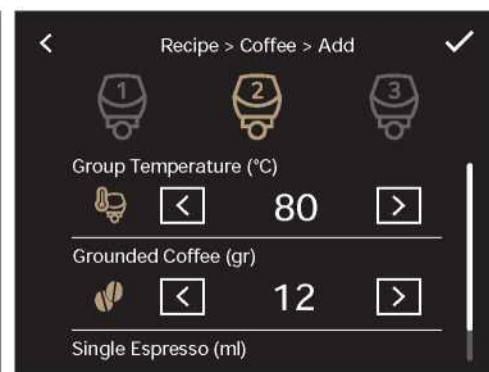 Recipe > Coffee > Add
1 2 3
Group Temperature (°C)
80
Grounded Coffee (gr)
12
Single Espresso (ml)